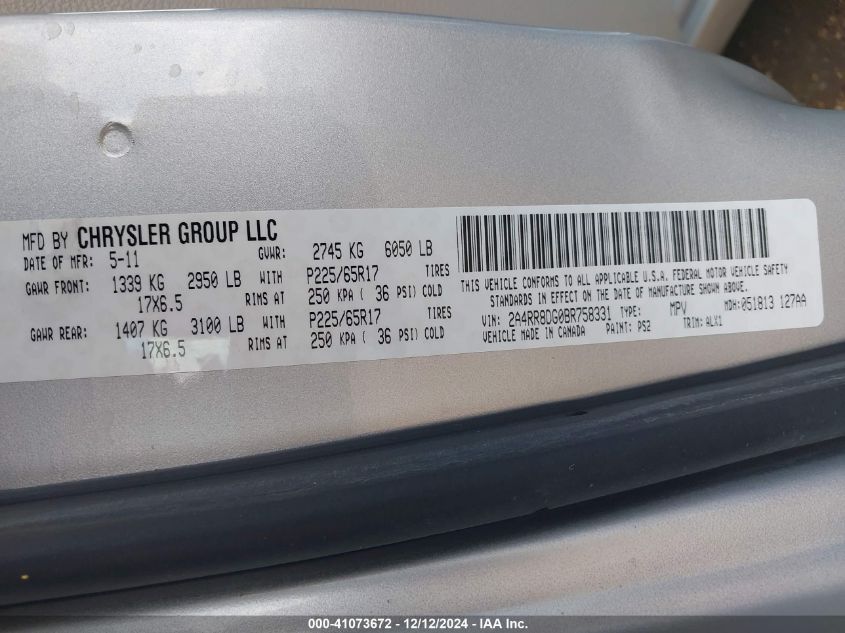 MFD BY CHRYSLER GROUP LLC
DATE OF MFR: 5-11 GVWR: 2745 KG 6050 LB
GAWR FRONT: 1339 KG 2950 LB WITH P225/65R17 TIRES
17X6.5 RIMS AT 250 KPA ( 36 PSI) COLD
GAWR REAR: 1407 KG 3100 LB WITH P225/65R17 TIRES
17X6.5 RIMS AT 250 KPA ( 36 PSI) COLD
THIS VEHICLE CONFORMS TO ALL APPLICABLE U.S.A. FEDERAL MOTOR VEHICLE SAFETY
STANDARDS IN EFFECT ON THE DATE OF MANUFACTURE SHOWN ABOVE.
VIN: 2A4RR8DG0BR758331 TYPE: MPV MDH: 051813 127AA
VEHICLE MADE IN CANADA PAINT: PS2 TRIM: ALX1
000-41073672 - 12/12/2024 - IAA Inc.